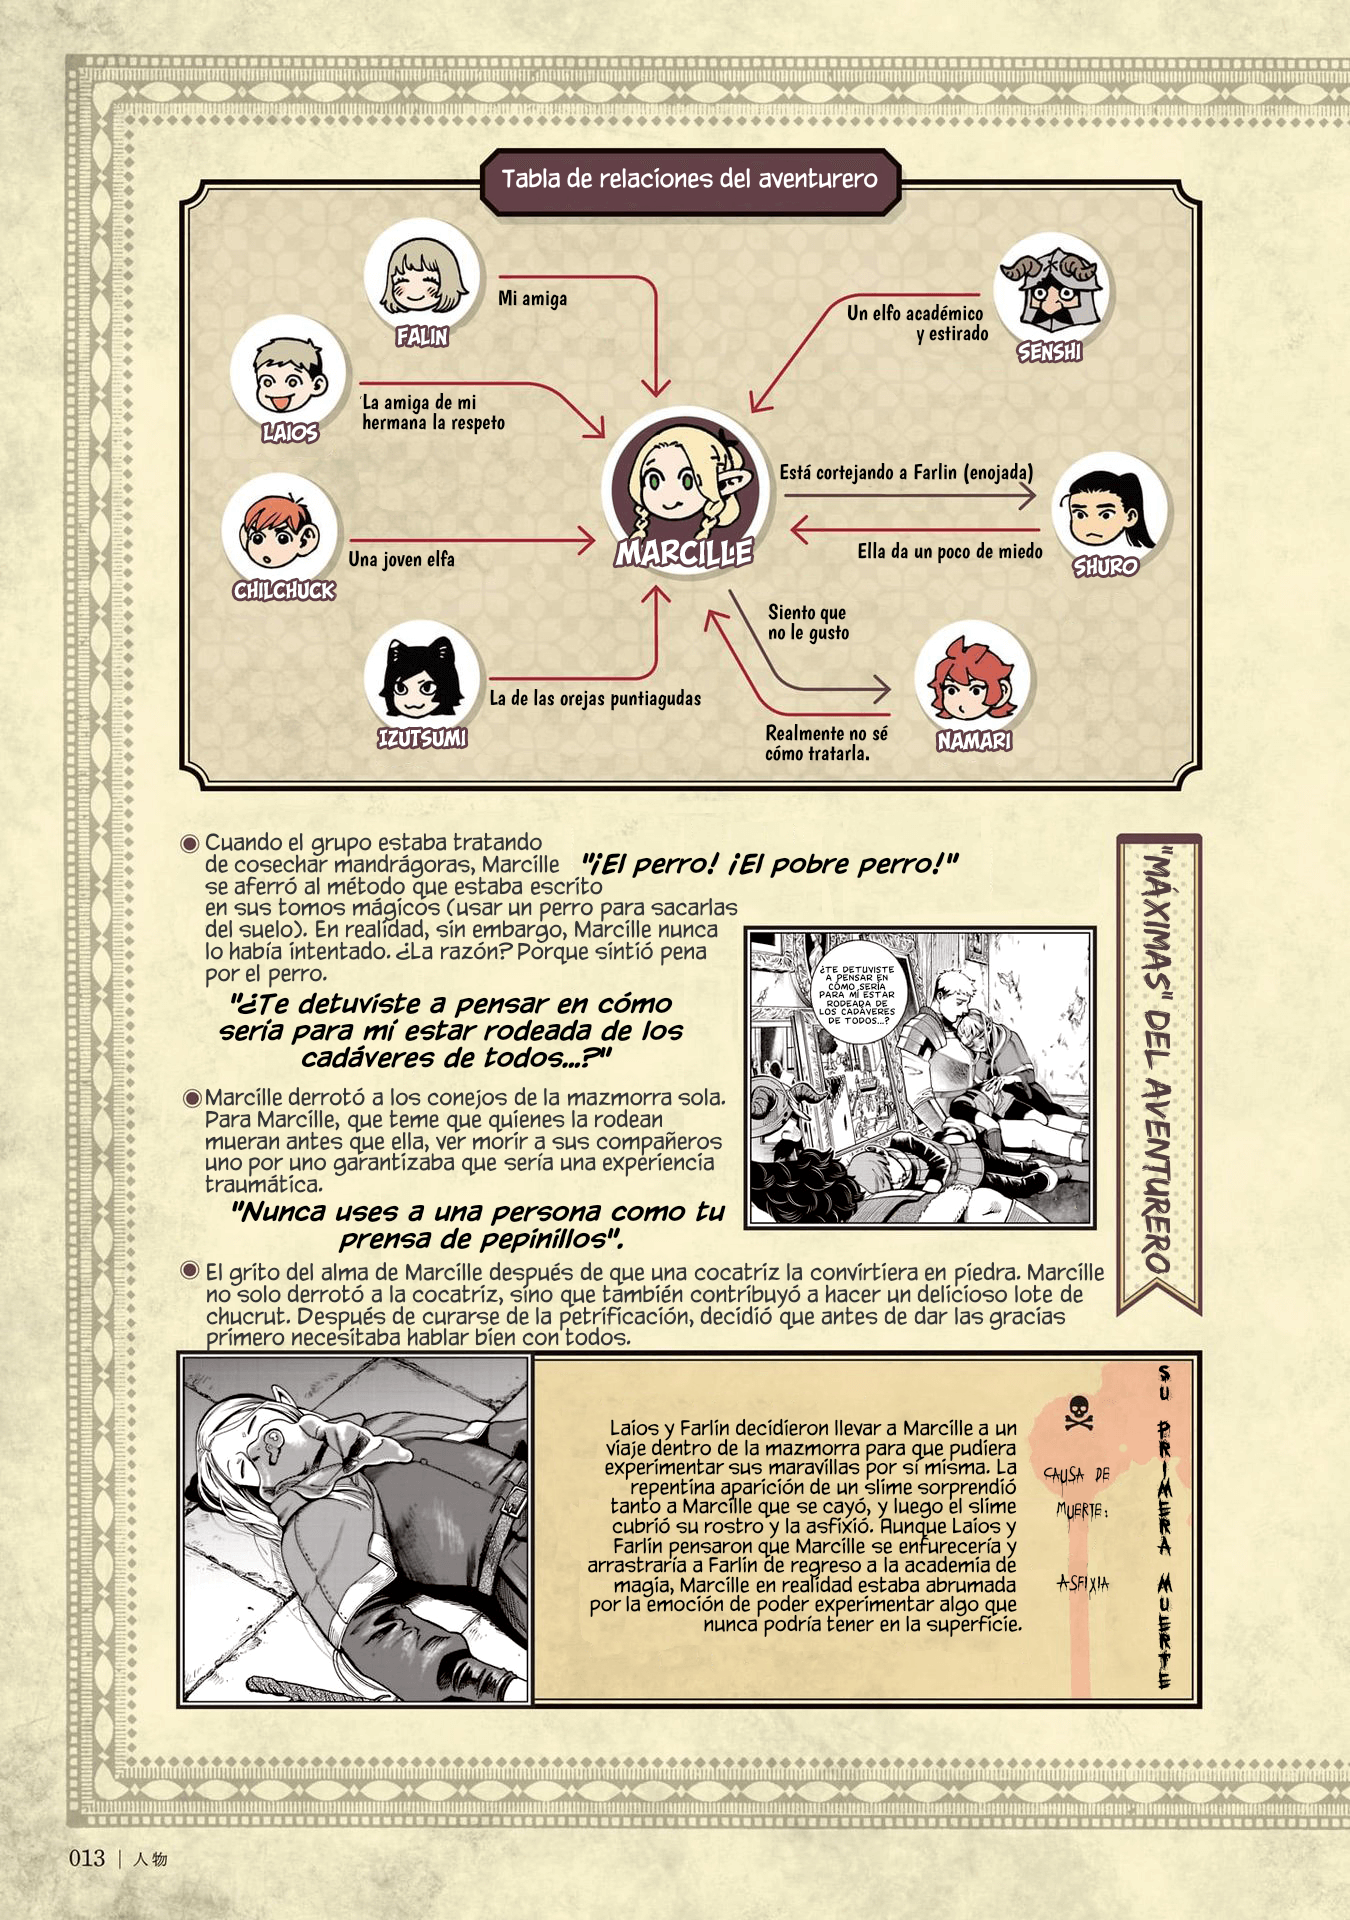 Tabla de relaciones del aventurero
FALIN
Mi amiga
Un elfo académico
y estirado
SENSHI
LAIOS
La amiga de mi
hermana la respeto
MARCILLE
Está cortejando a Farlin (enojada)
Ella da un poco de miedo
SHURO
CHILCHUCK
Una joven elfa
Siento que
no le gusto
IZUTSUMI
La de las orejas puntiagudas
Realmente no sé
cómo tratarla.
NAMARI
"MÁXIMAS" DEL AVENTURERO
"¡El perro! ¡El pobre perro!"
Cuando el grupo estaba tratando
de cosechar mandrágoras, Marcille
se aferró al método que estaba escrito
en sus tomos mágicos (usar un perro para sacarlas
del suelo). En realidad, sin embargo, Marcille nunca
lo había intentado. ¿La razón? Porque sintió pena
por el perro.
"¿Te detuviste a pensar en cómo
sería para mí estar rodeada de los
cadáveres de todos...?"
¿TE DETUVISTE
A PENSAR EN
CÓMO SERÍA
PARA MÍ ESTAR
RODEADA DE
LOS CADÁVERES
DE TODOS...?
Marcille derrotó a los conejos de la mazmorra sola.
Para Marcille, que teme que quienes la rodean
mueran antes que ella, ver morir a sus compañeros
uno por uno garantizaba que sería una experiencia
traumática.
"Nunca uses a una persona como tu
prensa de pepinillos".
El grito del alma de Marcille después de que una cocatriz la convirtiera en piedra. Marcille
no solo derrotó a la cocatriz, sino que también contribuyó a hacer un delicioso lote de
chucrut. Después de curarse de la petrificación, decidió que antes de dar las gracias
primero necesitaba hablar bien con todos.
SU PRIMERA MUERTE
CAUSA DE
MUERTE:
ASFIXIA
Laios y Farlin decidieron llevar a Marcille a un
viaje dentro de la mazmorra para que pudiera
experimentar sus maravillas por sí misma. La
repentina aparición de un slime sorprendió
tanto a Marcille que se cayó, y luego el slime
cubrió su rostro y la asfixió. Aunque Laios y
Farlin pensaron que Marcille se enfurecería y
arrastraría a Farlin de regreso a la academia de
magia, Marcille en realidad estaba abrumada
por la emoción de poder experimentar algo que
nunca podría tener en la superficie.
013 | 人物